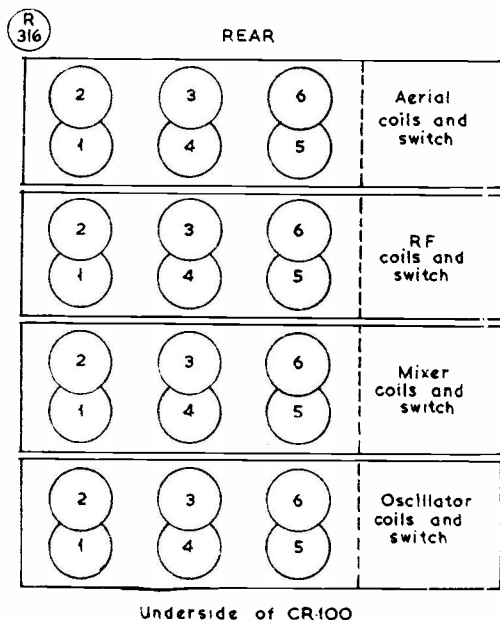 R
316
REAR
2 3 6
1 4 5
Aerial
coils and
switch
2 3 6
1 4 5
RF
coils and
switch
2 3 6
1 4 5
Mixer
coils and
switch
2 3 6
1 4 5
Oscillator
coils and
switch
Underside of CR-100